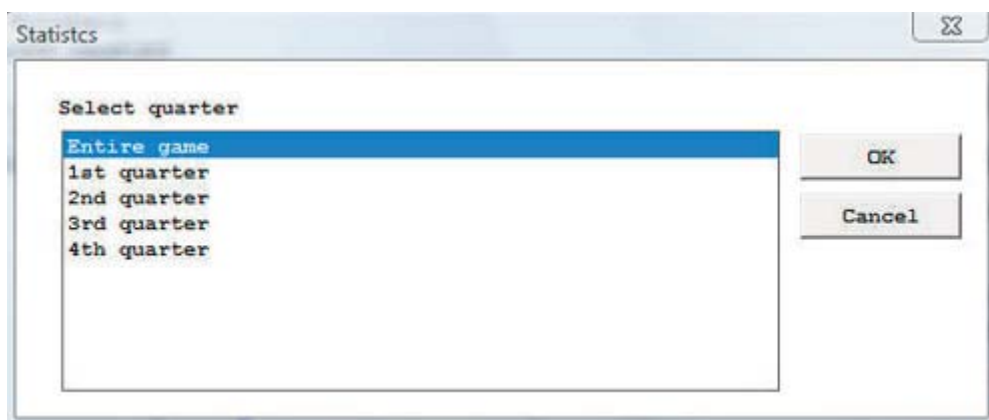 Statistcs
Select quarter
Entire game
1st quarter
2nd quarter
3rd quarter
4th quarter
OK
Cancel